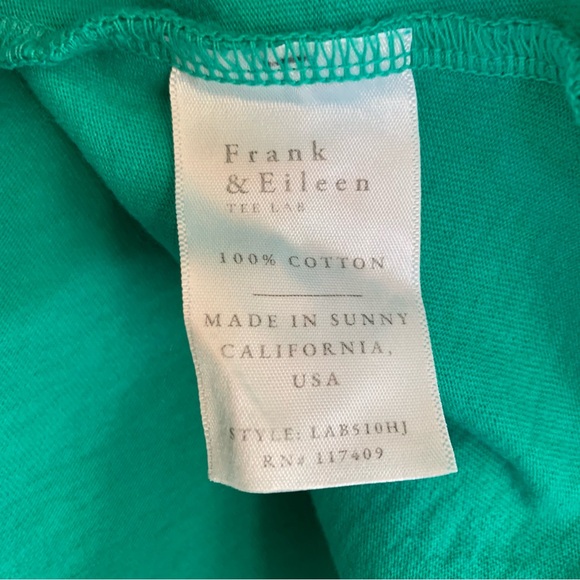 Frank
& Eileen
TEE LAB
100% COTTON
MADE IN SUNNY
CALIFORNIA,
USA
STYLE: LAB510HJ
RN# 117409